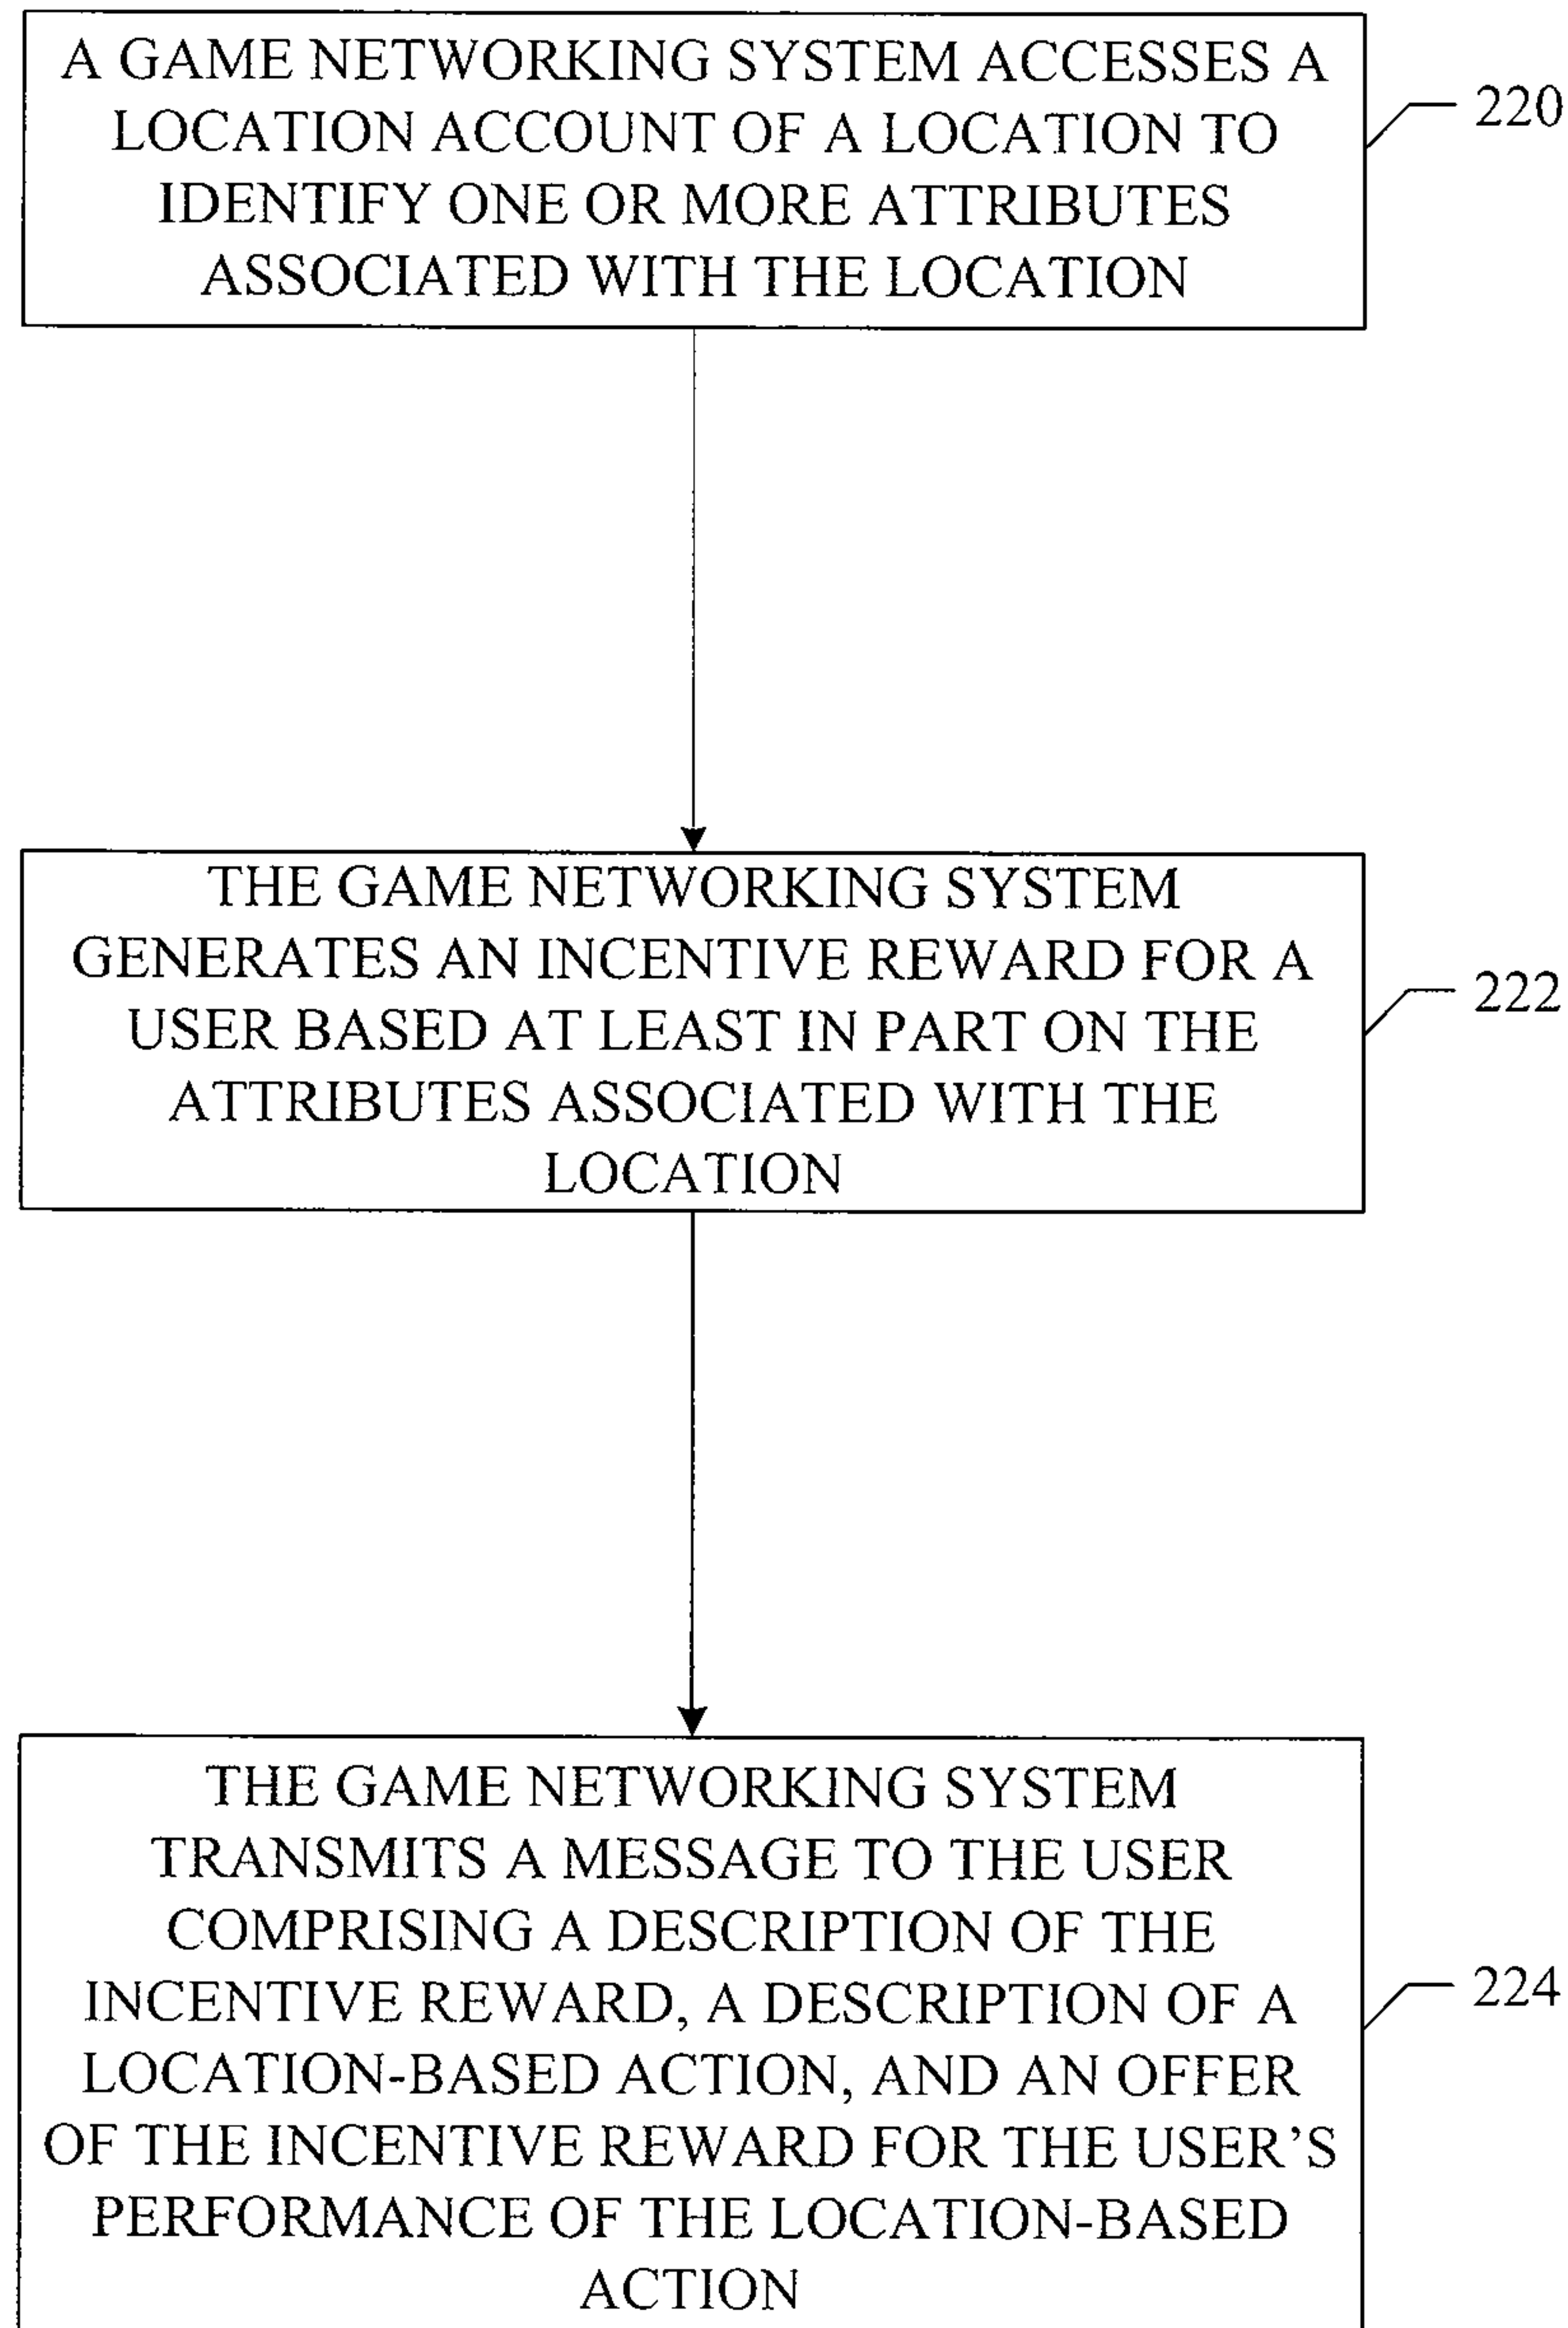 A GAME NETWORKING SYSTEM ACCESSES A
LOCATION ACCOUNT OF A LOCATION TO
IDENTIFY ONE OR MORE ATTRIBUTES
ASSOCIATED WITH THE LOCATION
220
THE GAME NETWORKING SYSTEM
GENERATES AN INCENTIVE REWARD FOR A
USER BASED AT LEAST IN PART ON THE
ATTRIBUTES ASSOCIATED WITH THE
LOCATION
222
THE GAME NETWORKING SYSTEM
TRANSMITS A MESSAGE TO THE USER
COMPRISING A DESCRIPTION OF THE
INCENTIVE REWARD, A DESCRIPTION OF A
LOCATION-BASED ACTION, AND AN OFFER
OF THE INCENTIVE REWARD FOR THE USER’S
PERFORMANCE OF THE LOCATION-BASED
ACTION
224